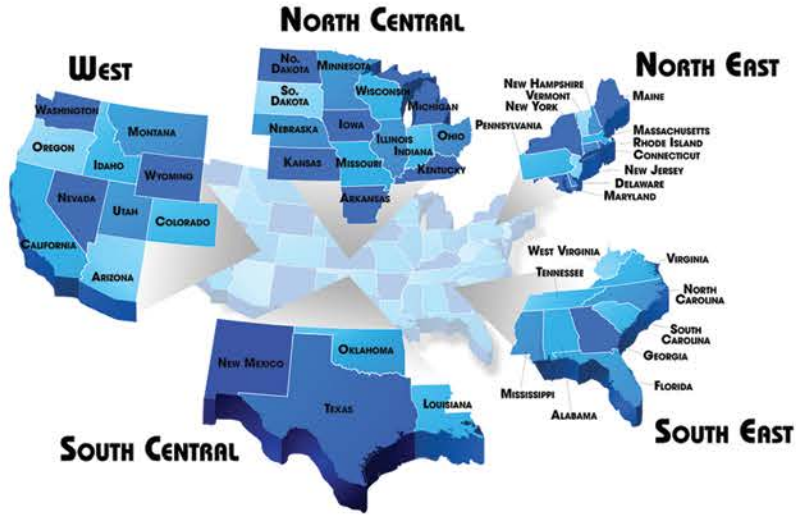 NORTH CENTRAL
WEST
NORTH EAST
NO.
DAKOTA
MINNESOTA
SO.
DAKOTA
WISCONSIN
MICHIGAN
NEBRASKA
IOWA
ILLINOIS
INDIANA
OHIO
KANSAS
MISSOURI
KENTUCKY
ARKANSAS
WASHINGTON
MONTANA
OREGON
IDAHO
WYOMING
NEVADA
UTAH
COLORADO
CALIFORNIA
ARIZONA
NEW HAMPSHIRE
VERMONT
NEW YORK
PENNSYLVANIA
MAINE
MASSACHUSETTS
RHODE ISLAND
CONNECTICUT
NEW JERSEY
DELAWARE
MARYLAND
WEST VIRGINIA
TENNESSEE
VIRGINIA
NORTH
CAROLINA
SOUTH
CAROLINA
GEORGIA
FLORIDA
MISSISSIPPI
ALABAMA
NEW MEXICO
OKLAHOMA
TEXAS
LOUISIANA
SOUTH CENTRAL
SOUTH EAST